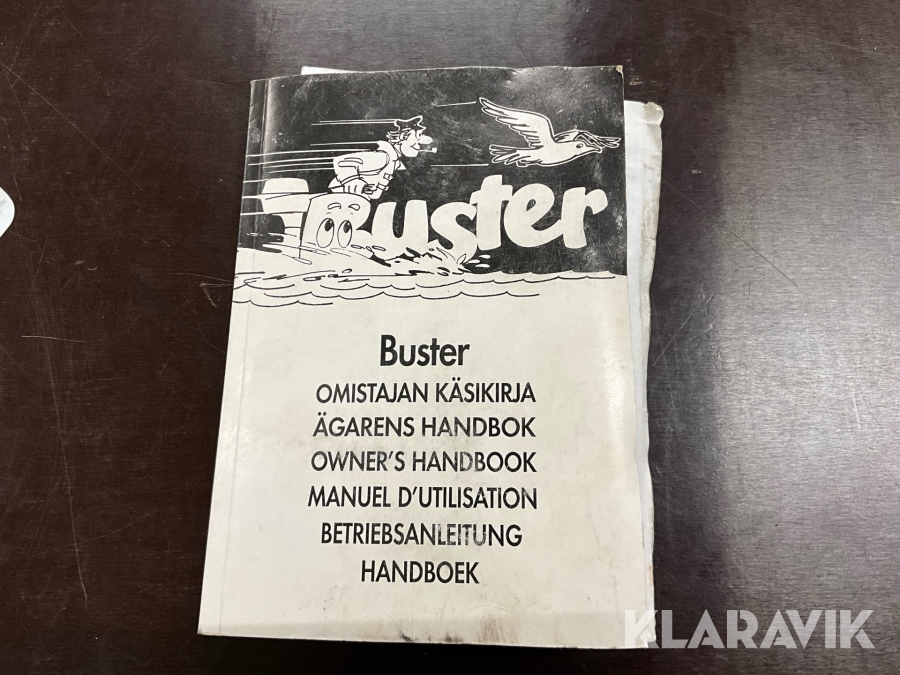 Buster
Buster
OMISTAJAN KÄSIKIRJA
ÄGARENS HANDBOK
OWNER'S HANDBOOK
MANUEL D'UTILISATION
BETRIEBSANLEITUNG
HANDBOEK
KLARAVIK